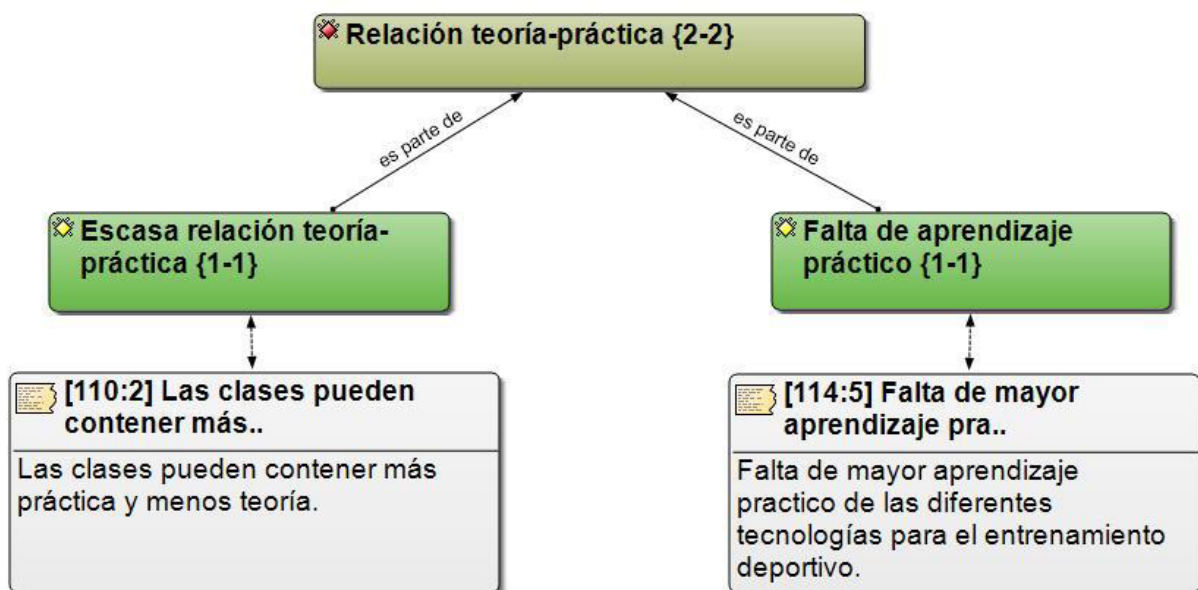 Relación teoría-práctica {2-2}
es parte de
es parte de
Escasa relación teoría-
práctica {1-1}
Falta de aprendizaje
práctico {1-1}
[110:2] Las clases pueden
contener más..
Las clases pueden contener más
práctica y menos teoría.
[114:5] Falta de mayor
aprendizaje pra..
Falta de mayor aprendizaje
practico de las diferentes
tecnologías para el entrenamiento
deportivo.